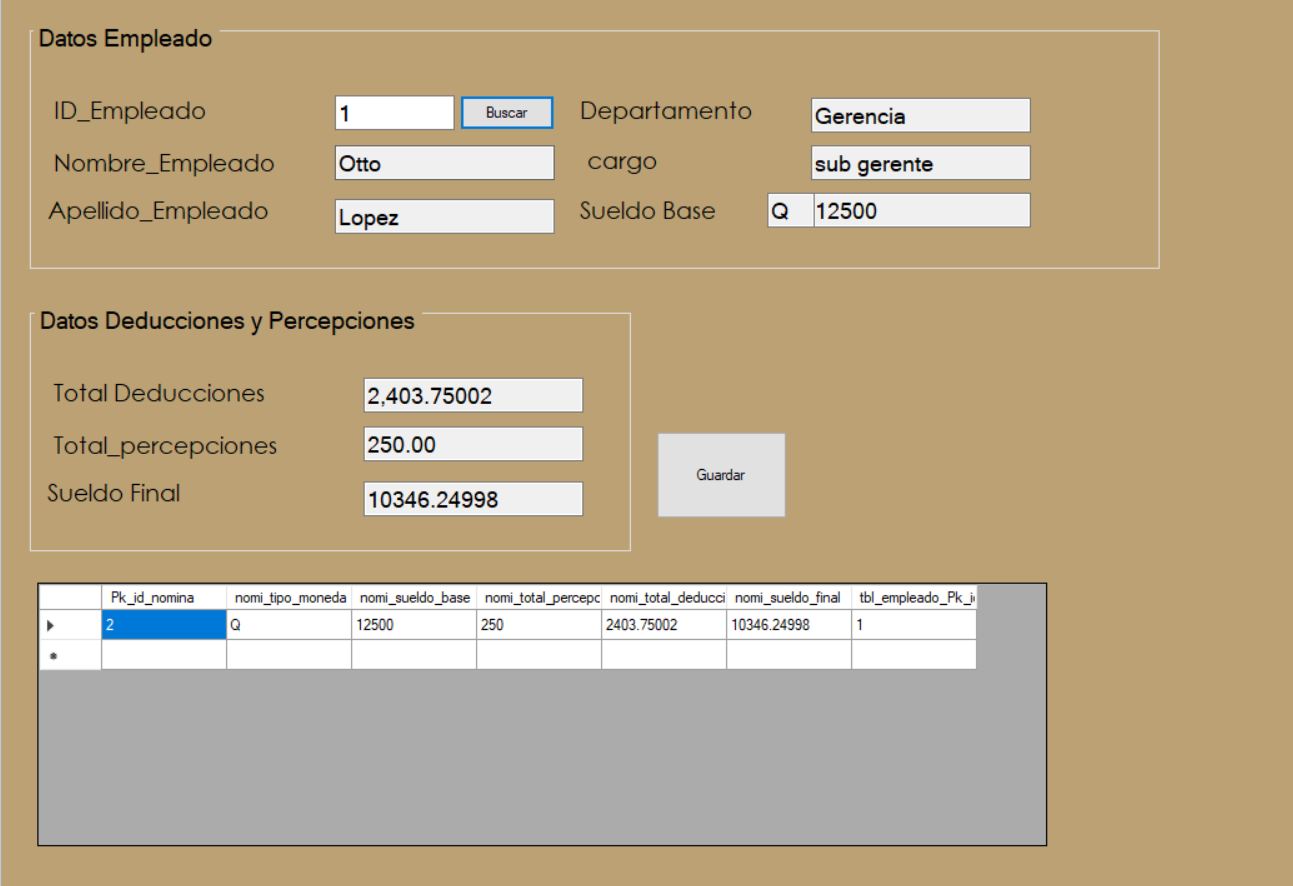 Datos Empleado
ID_Empleado 1 Buscar Departamento Gerencia
Nombre_Empleado Otto cargo sub gerente
Apellido_Empleado Lopez Sueldo Base Q 12500
Datos Deducciones y Percepciones
Total Deducciones 2,403.75002
Total_percepciones 250.00
Sueldo Final 10346.24998
Guardar
Pk_id_nomina nomi_tipo_moneda nomi_sueldo_base nomi_total_percepc nomi_total_deducci nomi_sueldo_final tbl_empleado_Pk_i
2 Q 12500 250 2403.75002 10346.24998 1